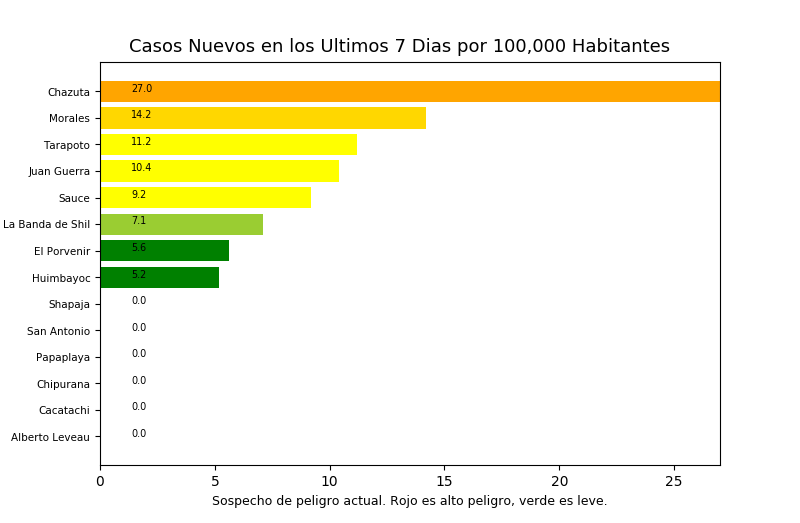 Casos Nuevos en los Ultimos 7 Dias por 100,000 Habitantes
Chazuta 27.0
Morales 14.2
Tarapoto 11.2
Juan Guerra 10.4
Sauce 9.2
La Banda de Shil 7.1
El Porvenir 5.6
Huimbayoc 5.2
Shapaja 0.0
San Antonio 0.0
Papaplaya 0.0
Chipurana 0.0
Cacatachi 0.0
Alberto Leveau 0.0
0 5 10 15 20 25
Sospecho de peligro actual. Rojo es alto peligro, verde es leve.